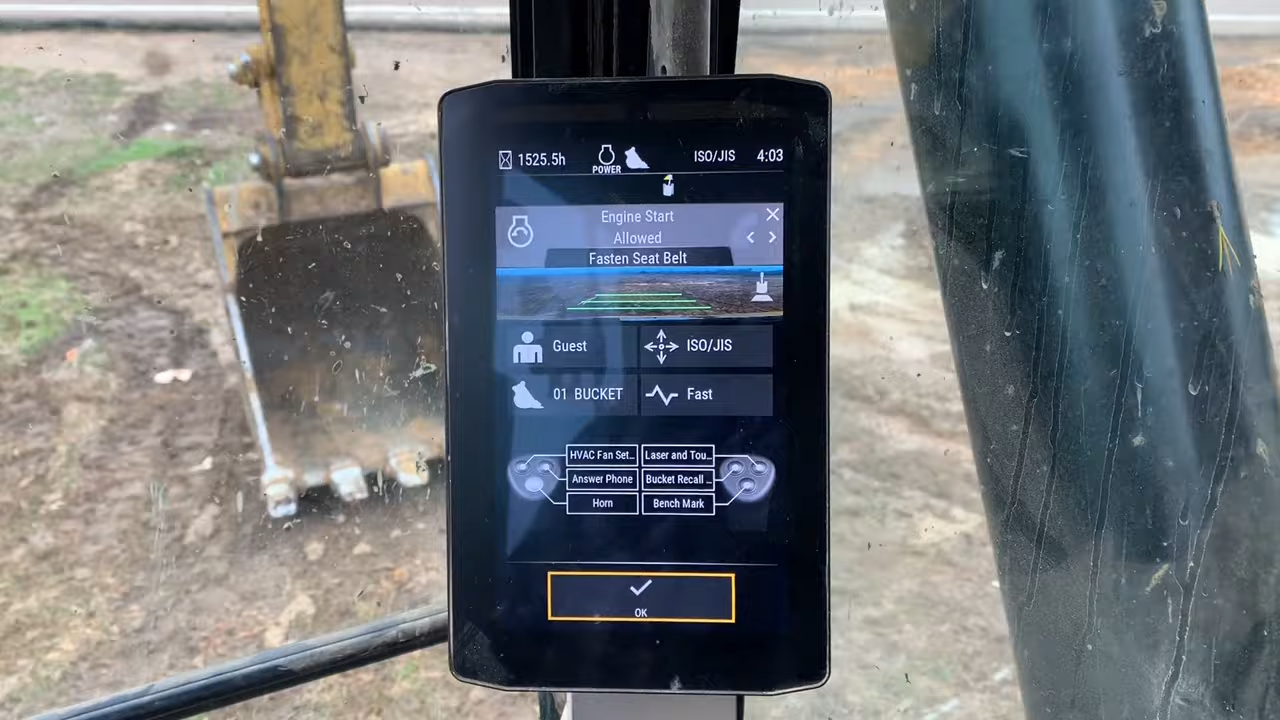 1525.5h POWER ISO/JIS 4:03
Engine Start
Allowed
Fasten Seat Belt
Guest ISO/JIS
01 BUCKET Fast
HVAC Fan Set.. Laser and Tou..
Answer Phone Bucket Recall ..
Horn Bench Mark
OK